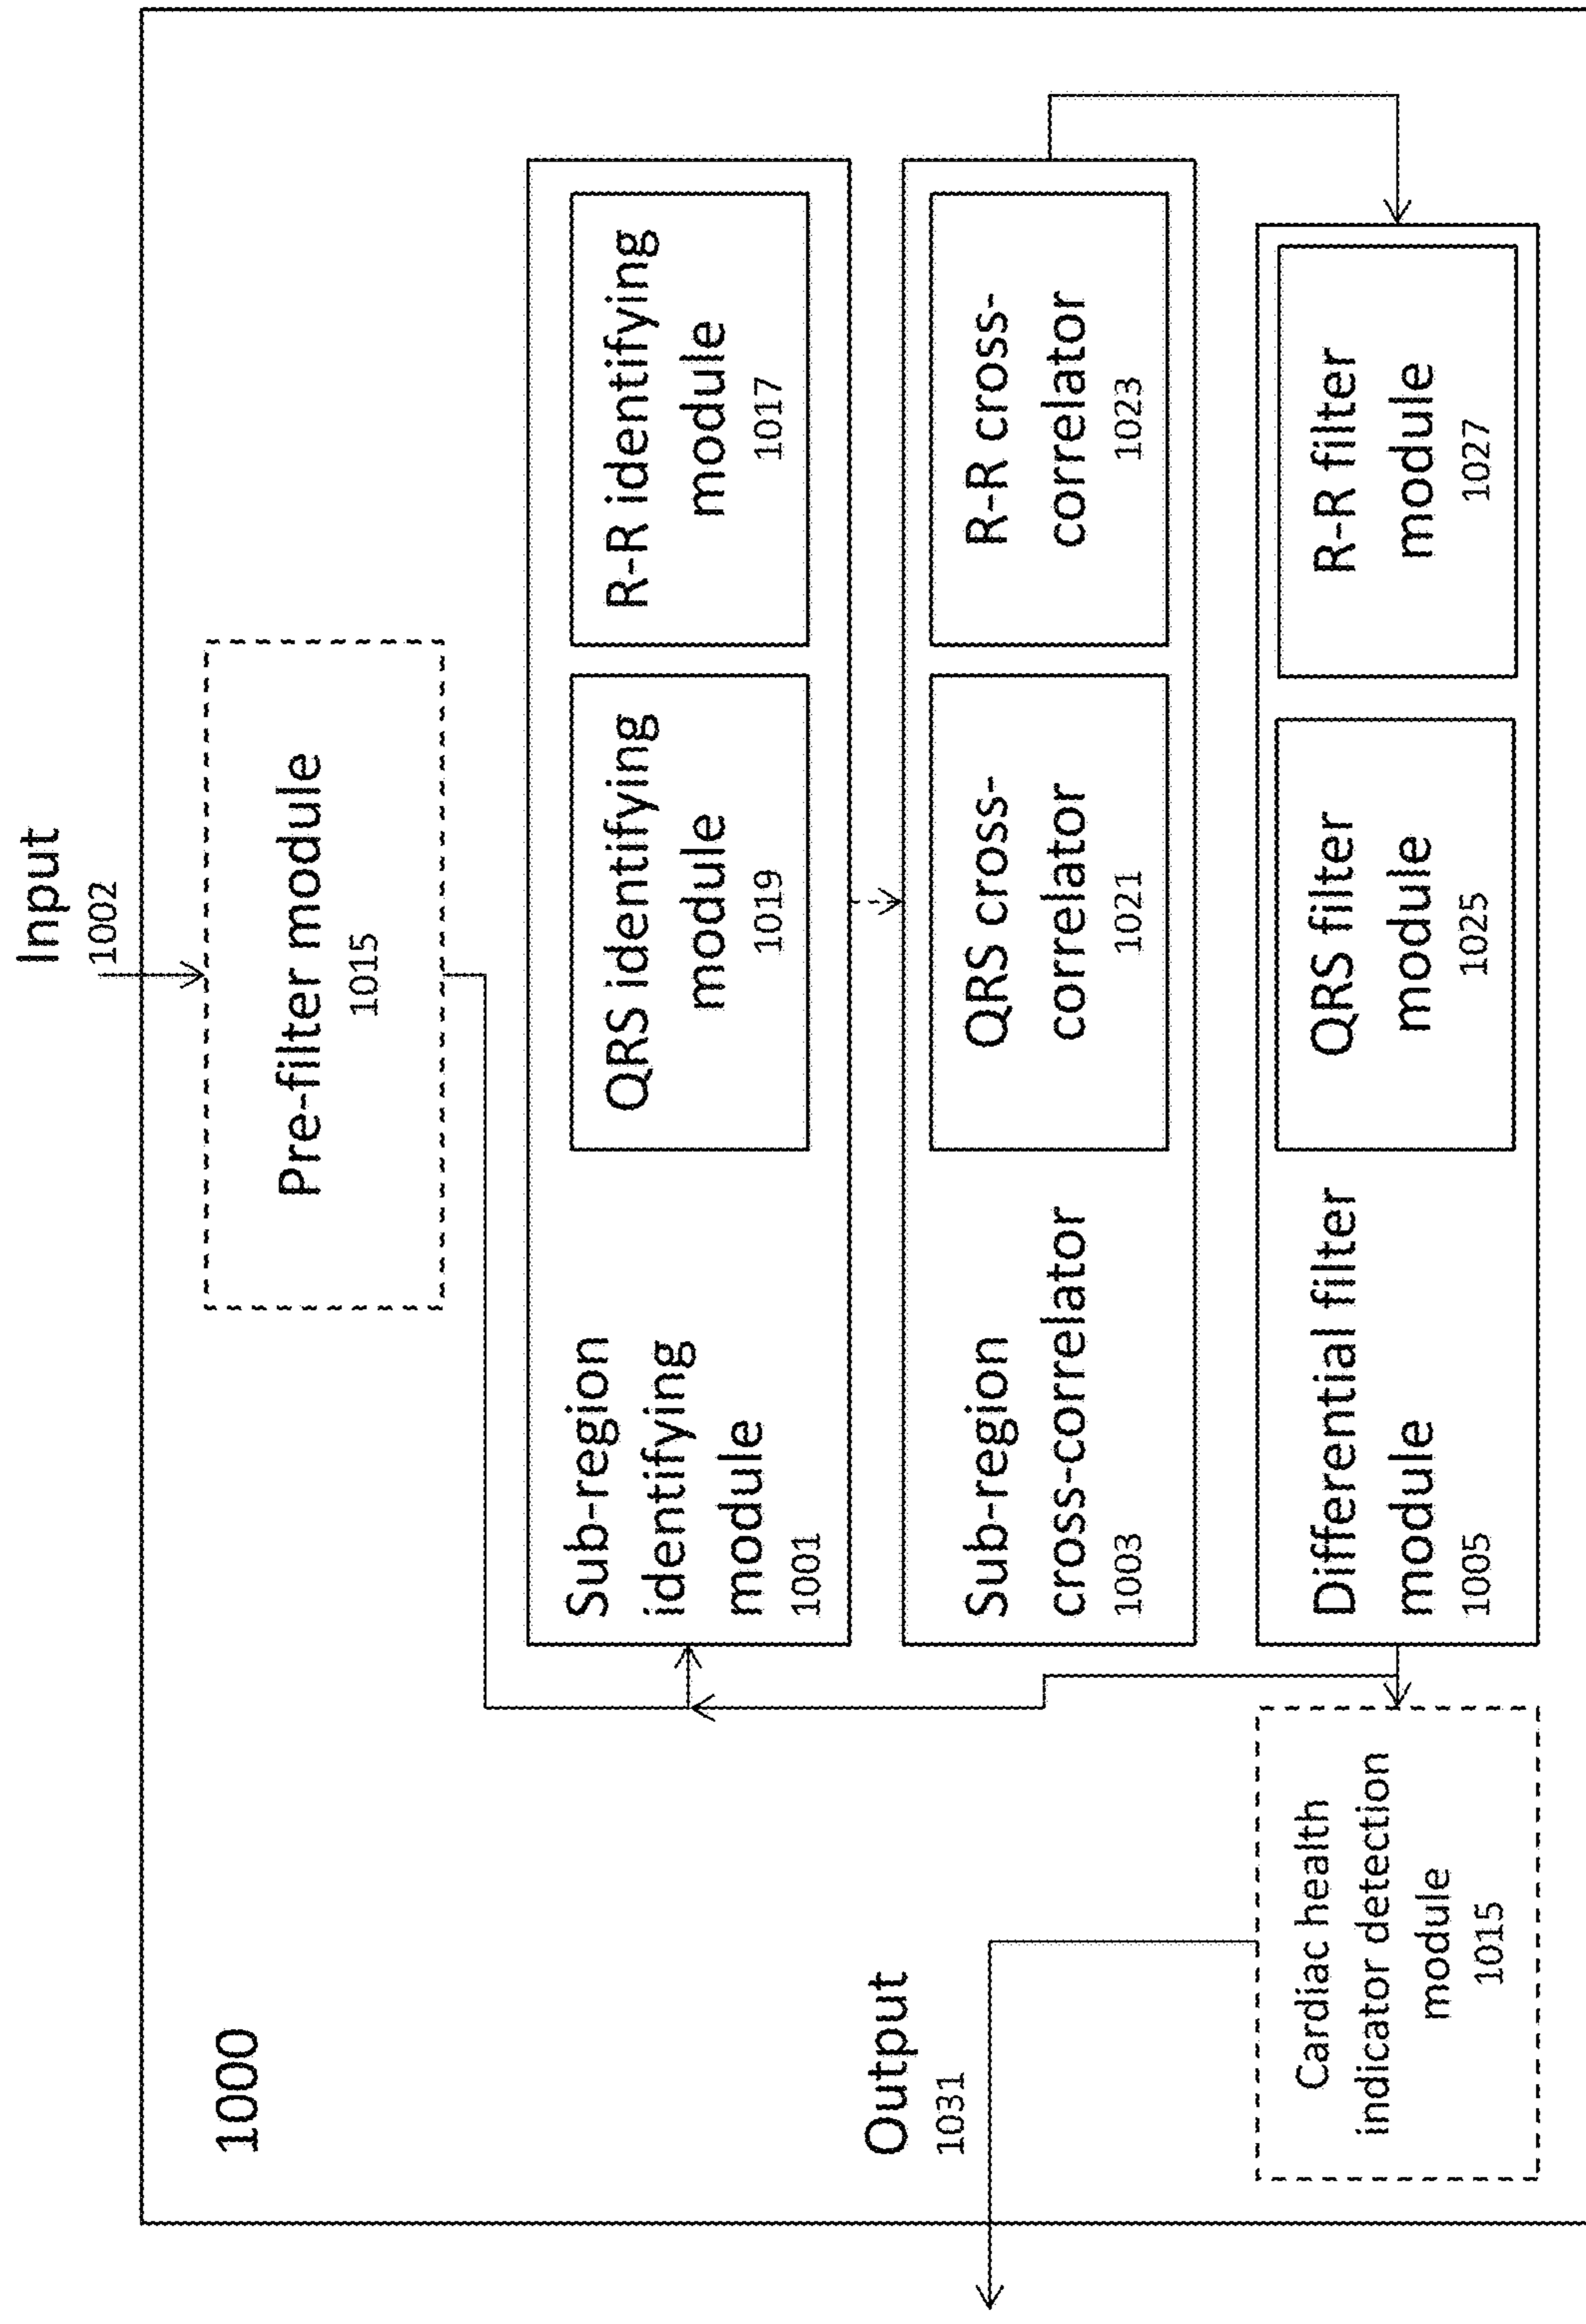 1000
Input
1002
Pre-filter module
1015
Sub-region
identifying
module
1001
QRS identifying
module
1019
R-R identifying
module
1017
Sub-region
cross-correlator
1003
QRS cross-
correlator
1021
R-R cross-
correlator
1023
Differential filter
module
1005
QRS filter
module
1025
R-R filter
module
1027
Cardiac health
indicator detection
module
1015
Output
1031